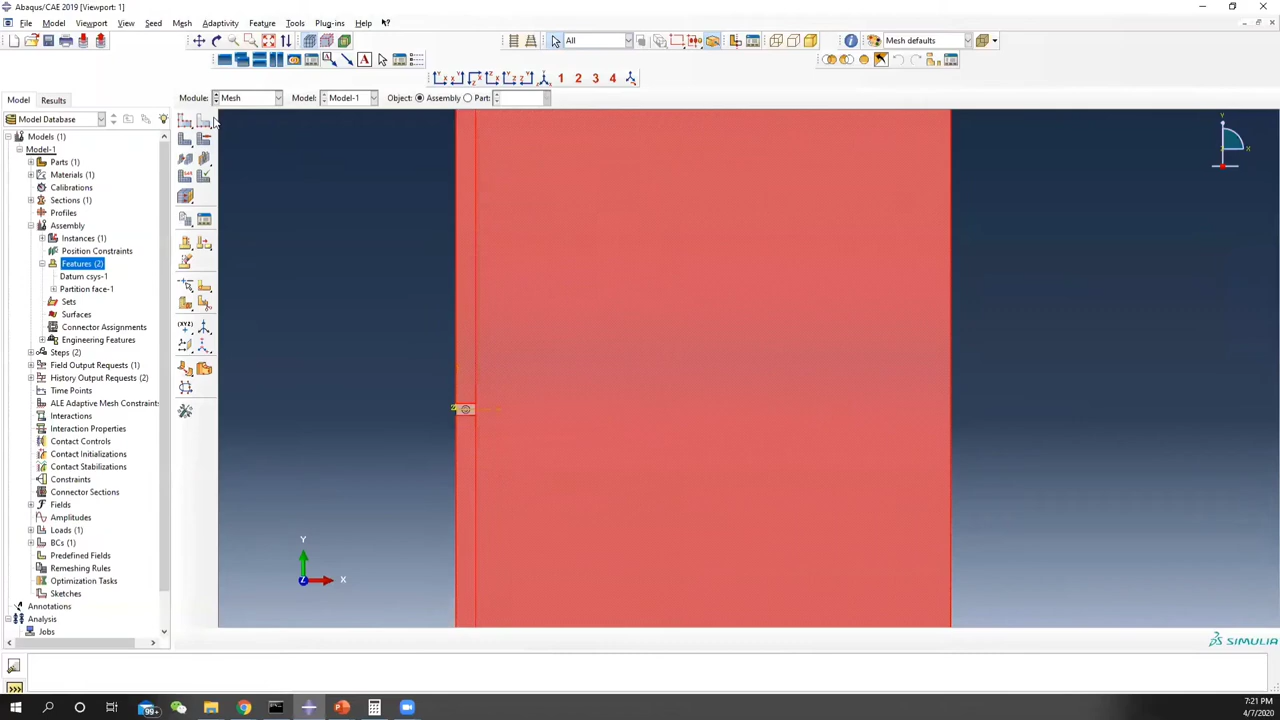 Abaqus/CAE 2019 [Viewport: 1]
File Model Viewport View Seed Mesh Adaptivity Feature Tools Plug-ins Help
All
Mesh defaults
1 2 3 4
Model Results
Module: Mesh Model: Model-1 Object: Assembly Part:
Model Database
Models (1)
Model-1
Parts (1)
Materials (1)
Calibrations
Sections (1)
Profiles
Assembly
Instances (1)
Position Constraints
Features (2)
Datum csys-1
Partition face-1
Sets
Surfaces
Connector Assignments
Engineering Features
Steps (2)
Field Output Requests (1)
History Output Requests (2)
Time Points
ALE Adaptive Mesh Constraints
Interactions
Interaction Properties
Contact Controls
Contact Initializations
Contact Stabilizations
Constraints
Connector Sections
Fields
Amplitudes
Loads (1)
BCs (1)
Predefined Fields
Remeshing Rules
Optimization Tasks
Sketches
Annotations
Analysis
Jobs
Y
X
Y
X
Z
SIMULIA
99+
7:21 PM
4/7/2020